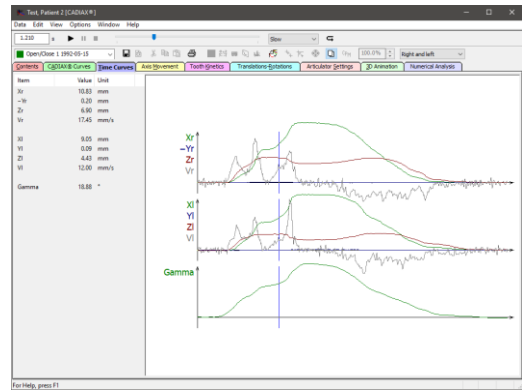 Test, Patient 2 [CADIAX®]
Data Edit View Options Window Help
1.210 s Slow
Open/Close 1 1992-05-15 100.0% Right and left
Contents CADIAX® Curves Time Curves Axis Movement Tooth Kinetics Translations-Rotations Articulator Settings 3D Animation Numerical Analysis
Item Value Unit
Xr 10.83 mm
−Yr 0.20 mm
Zr 6.90 mm
Vr 17.45 mm/s
Xl 9.05 mm
Yl 0.09 mm
Zl 4.43 mm
Vl 12.00 mm/s
Gamma 18.88 °
Xr
−Yr
Zr
Vr
Xl
Yl
Zl
Vl
Gamma
For Help, press F1